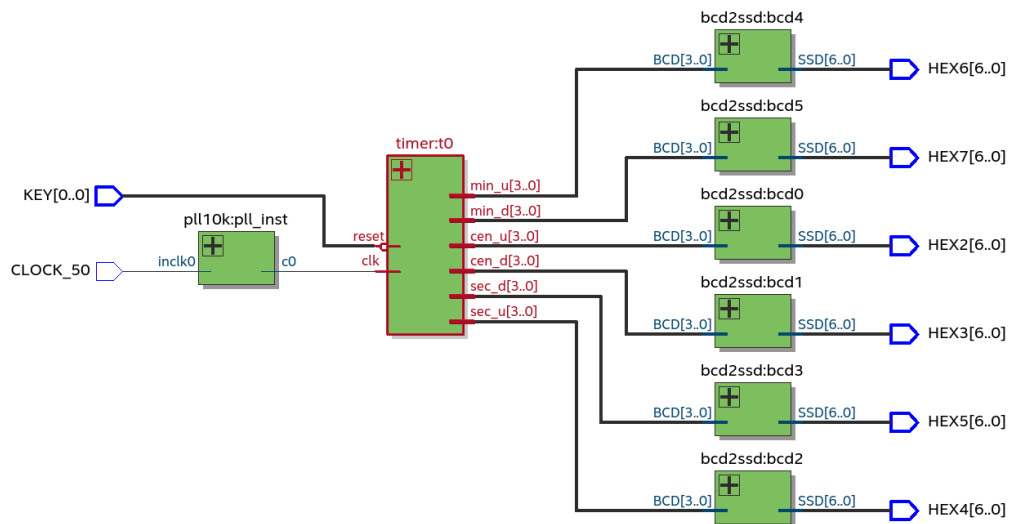 bcd2ssd:bcd4
BCD[3..0] SSD[6..0] HEX6[6..0]
bcd2ssd:bcd5
BCD[3..0] SSD[6..0] HEX7[6..0]
timer:t0
min_u[3..0]
KEY[0..0]
bcd2ssd:bcd0
min_d[3..0]
pll10k:pll_inst
reset cen_u[3..0] BCD[3..0] SSD[6..0] HEX2[6..0]
CLOCK_50 inclk0 c0 clk cen_d[3..0]
bcd2ssd:bcd1
sec_d[3..0]
sec_u[3..0]
BCD[3..0] SSD[6..0] HEX3[6..0]
bcd2ssd:bcd3
BCD[3..0] SSD[6..0] HEX5[6..0]
bcd2ssd:bcd2
BCD[3..0] SSD[6..0] HEX4[6..0]